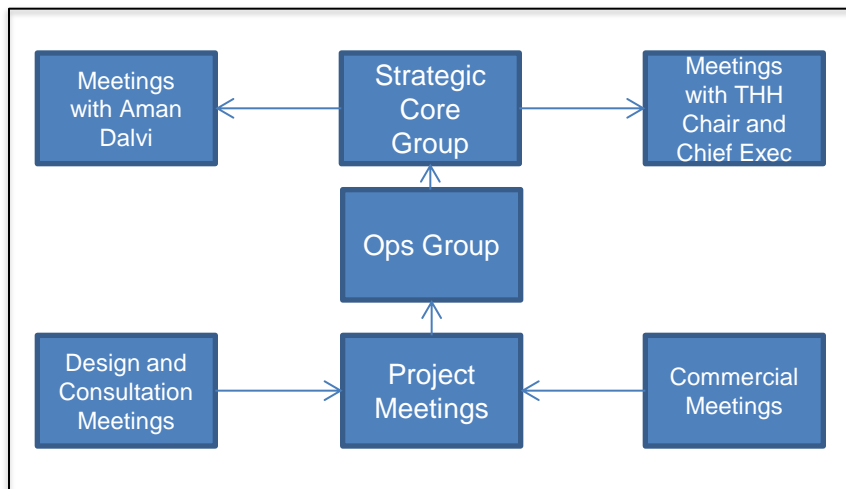 Meetings
with Aman
Dalvi
Strategic
Core
Group
Meetings
with THH
Chair and
Chief Exec
Ops Group
Design and
Consultation
Meetings
Project
Meetings
Commercial
Meetings